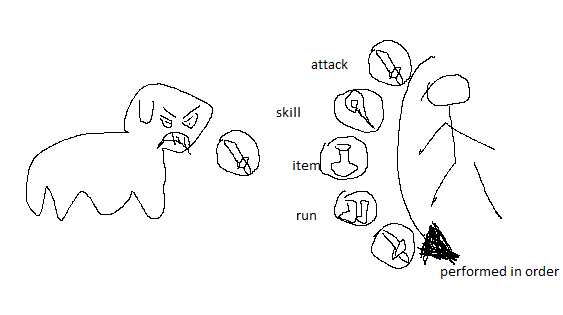 attack
skill
item
run
performed in order